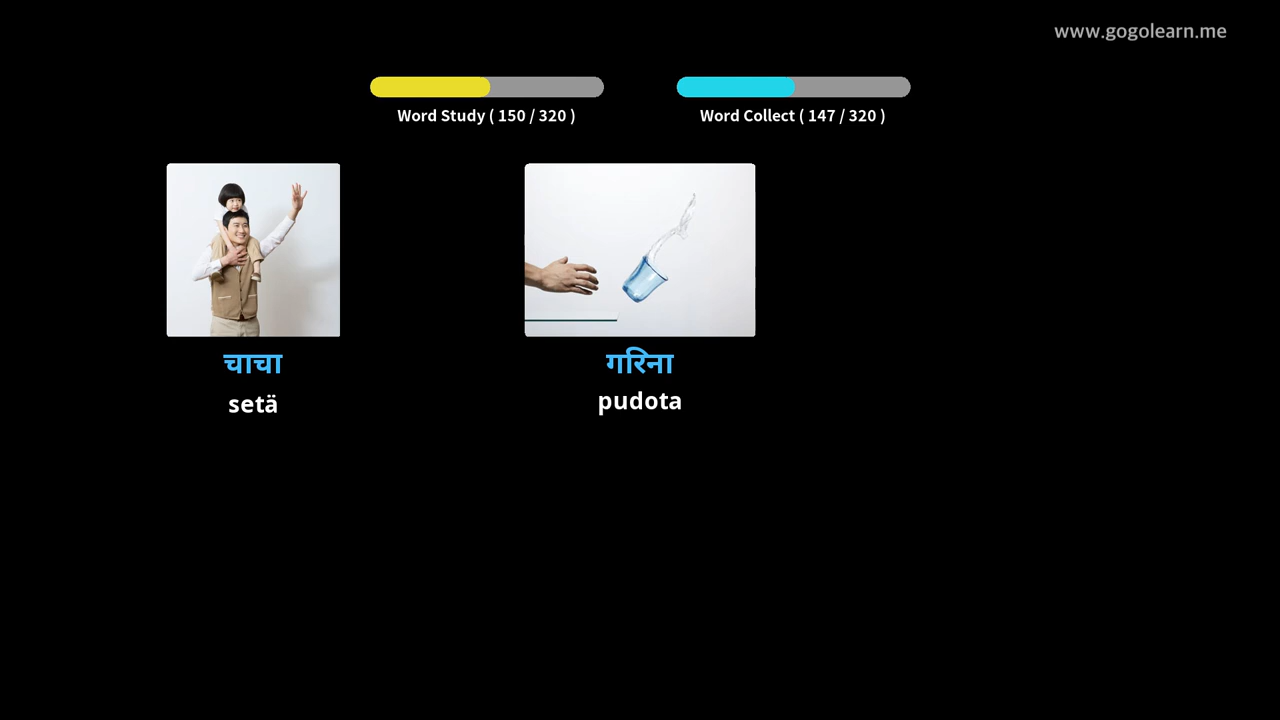 www.gogolearn.me
Word Study ( 150 / 320 )
Word Collect ( 147 / 320 )
चाचा
setä
गरिना
pudota